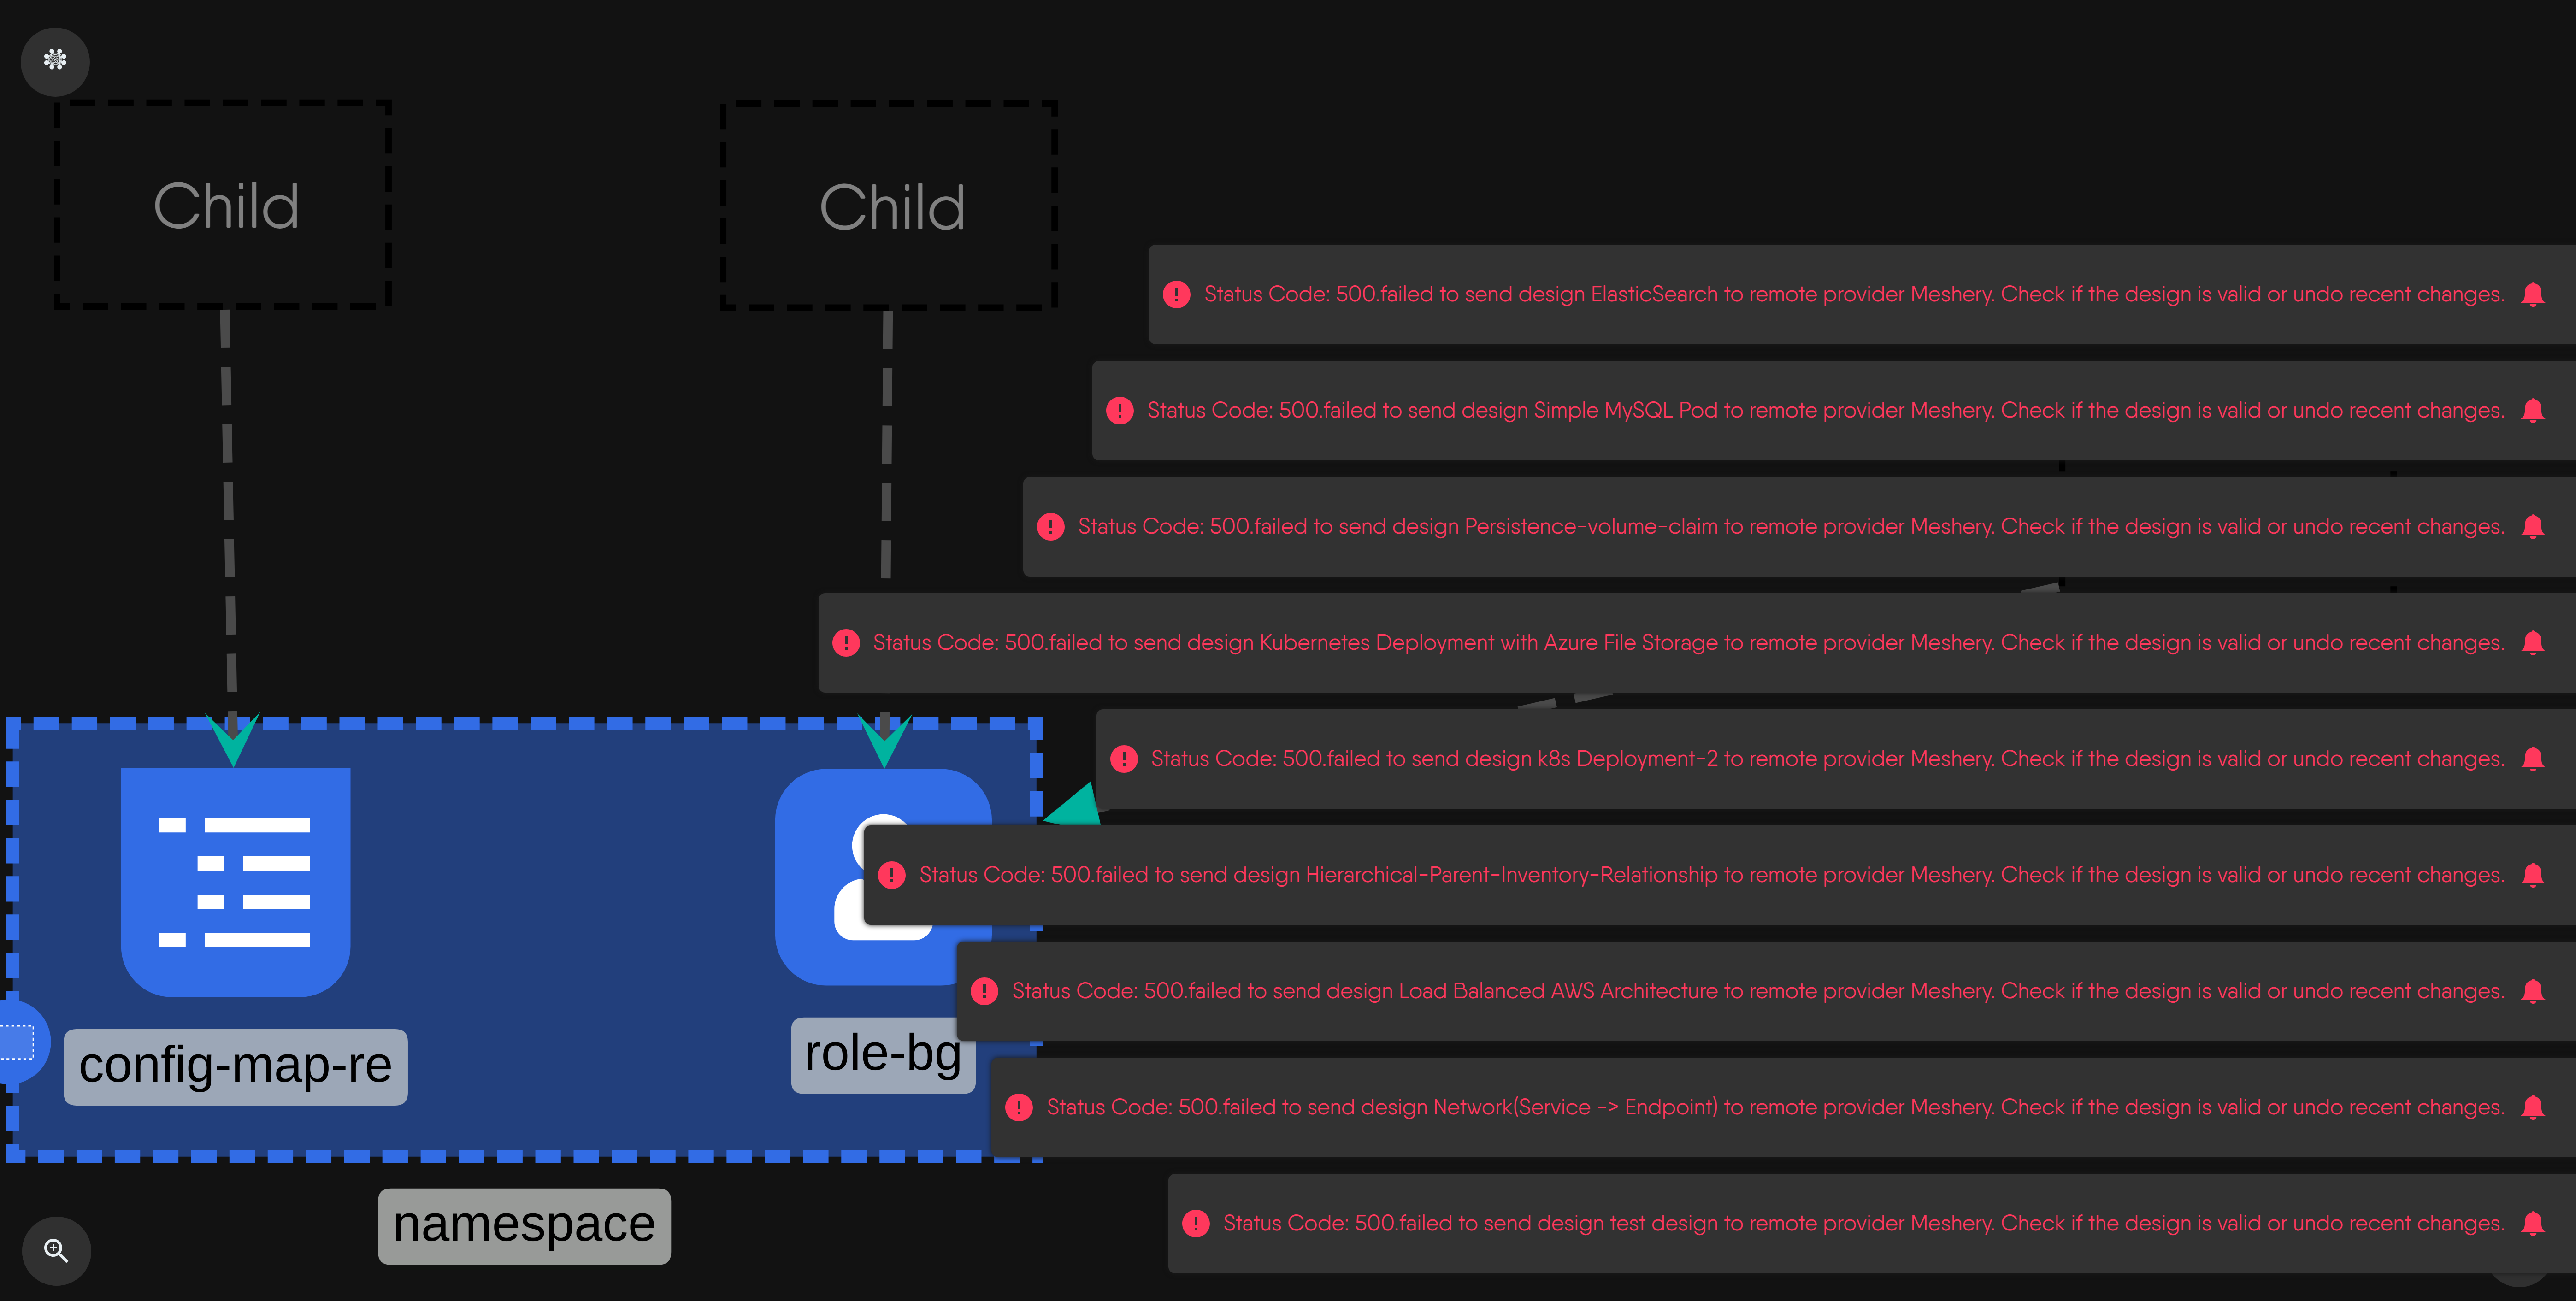 Child
Child
Status Code: 500.failed to send design ElasticSearch to remote provider Meshery. Check if the design is valid or undo recent changes.
Status Code: 500.failed to send design Simple MySQL Pod to remote provider Meshery. Check if the design is valid or undo recent changes.
Status Code: 500.failed to send design Persistence-volume-claim to remote provider Meshery. Check if the design is valid or undo recent changes.
Status Code: 500.failed to send design Kubernetes Deployment with Azure File Storage to remote provider Meshery. Check if the design is valid or undo recent changes.
Status Code: 500.failed to send design k8s Deployment-2 to remote provider Meshery. Check if the design is valid or undo recent changes.
Status Code: 500.failed to send design Hierarchical-Parent-Inventory-Relationship to remote provider Meshery. Check if the design is valid or undo recent changes.
Status Code: 500.failed to send design Load Balanced AWS Architecture to remote provider Meshery. Check if the design is valid or undo recent changes.
config-map-re
role-bg
Status Code: 500.failed to send design Network(Service -> Endpoint) to remote provider Meshery. Check if the design is valid or undo recent changes.
namespace
Status Code: 500.failed to send design test design to remote provider Meshery. Check if the design is valid or undo recent changes.